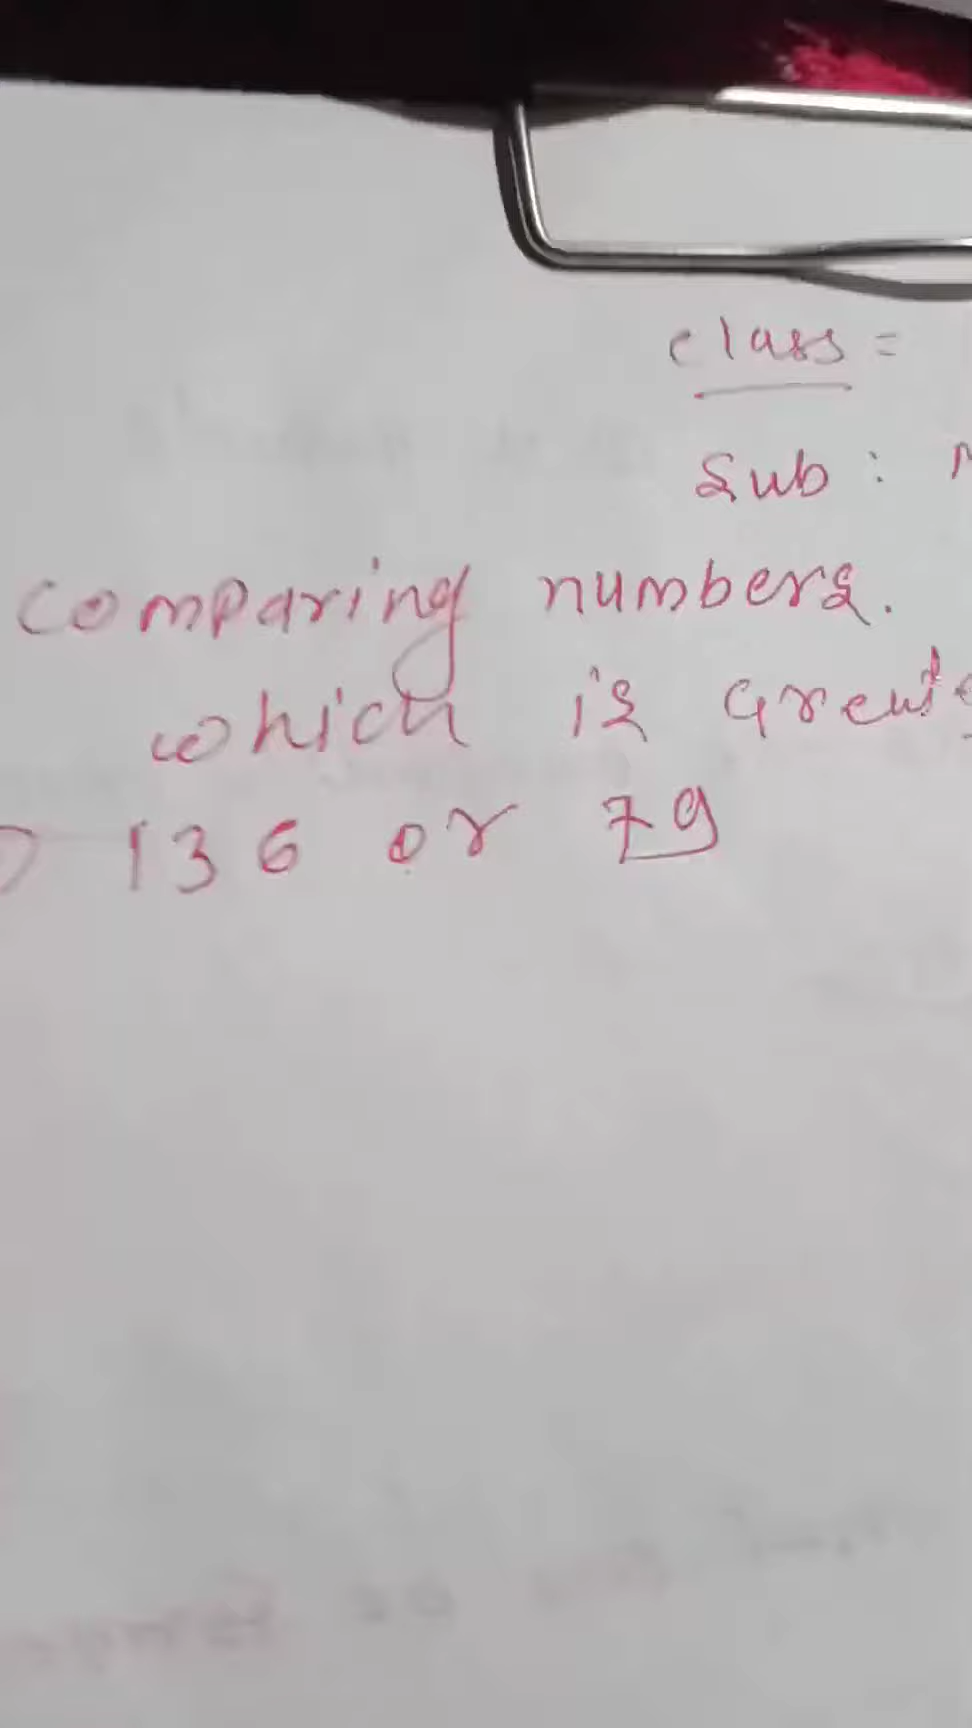 class =
Sub :
comparing numbers.
which is
136 or 79